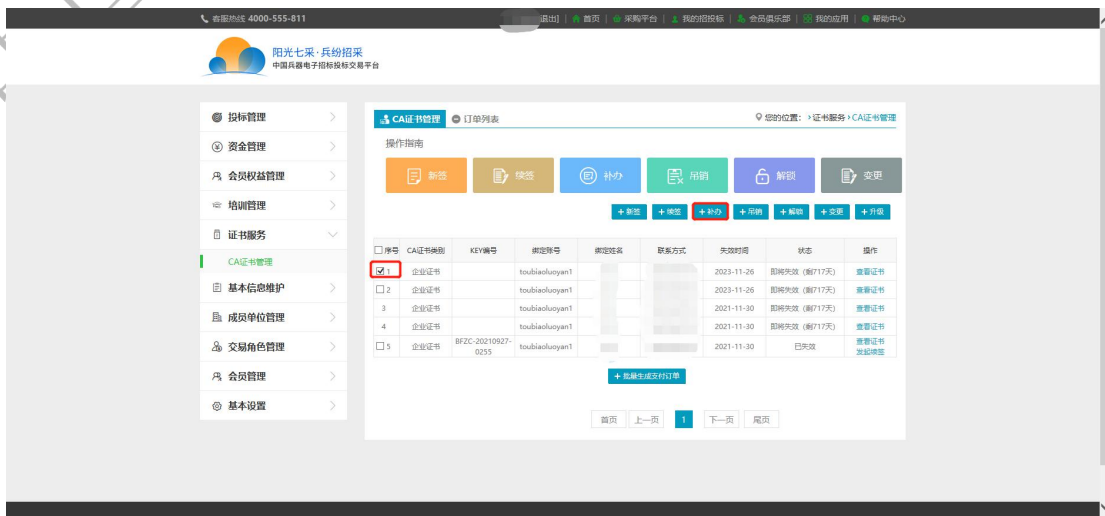 客服热线 4000-555-811
退出] | 首页 | 采购平台 | 我的招投标 | 会员俱乐部 | 我的应用 | 帮助中心
阳光七采·兵纷招采
中国兵器电子招标投标交易平台
投标管理
资金管理
会员权益管理
培训管理
证书服务
CA证书管理
基本信息维护
成员单位管理
交易角色管理
会员管理
基本设置
CA证书管理 订单列表 您的位置: >证书服务>CA证书管理
操作指南
新签 续签 补办 吊销 解锁 变更
+新签 +续签 +补办 +吊销 +解锁 +变更 +升级
序号 CA证书类别 KEY编号 绑定账号 绑定姓名 联系方式 失效时间 状态 操作
1 企业证书 toubiaoluoyan1 2023-11-26 即将失效 (剩717天) 查看证书
2 企业证书 toubiaoluoyan1 2023-11-26 即将失效 (剩717天) 查看证书
3 企业证书 toubiaoluoyan1 2021-11-30 即将失效 (剩717天) 查看证书
4 企业证书 toubiaoluoyan1 2021-11-30 即将失效 (剩717天) 查看证书
5 企业证书 BFZC-20210927-0255 toubiaoluoyan1 2021-11-30 已失效 查看证书
发起续签
+ 批量生成支付订单
首页 上一页 1 下一页 尾页